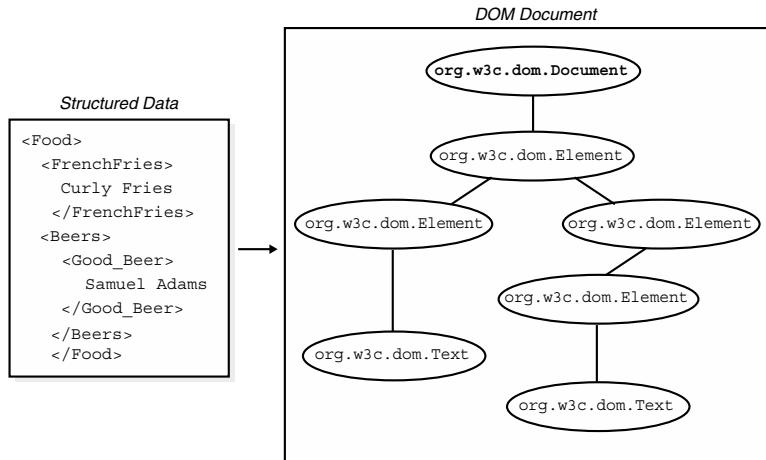 DOM Document
Structured Data
<Food>
<FrenchFries>
Curly Fries
</FrenchFries>
<Beers>
<Good_Beer>
Samuel Adams
</Good_Beer>
</Beers>
</Food>
org.w3c.dom.Document
org.w3c.dom.Element
org.w3c.dom.Element
org.w3c.dom.Element
org.w3c.dom.Element
org.w3c.dom.Text
org.w3c.dom.Text